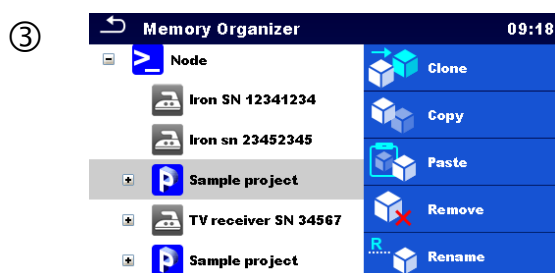 ③
Memory Organizer 09:18
Node
Iron SN 12341234
Iron sn 23452345
Sample project
TV receiver SN 34567
Sample project
Clone
Copy
Paste
Remove
R
Rename